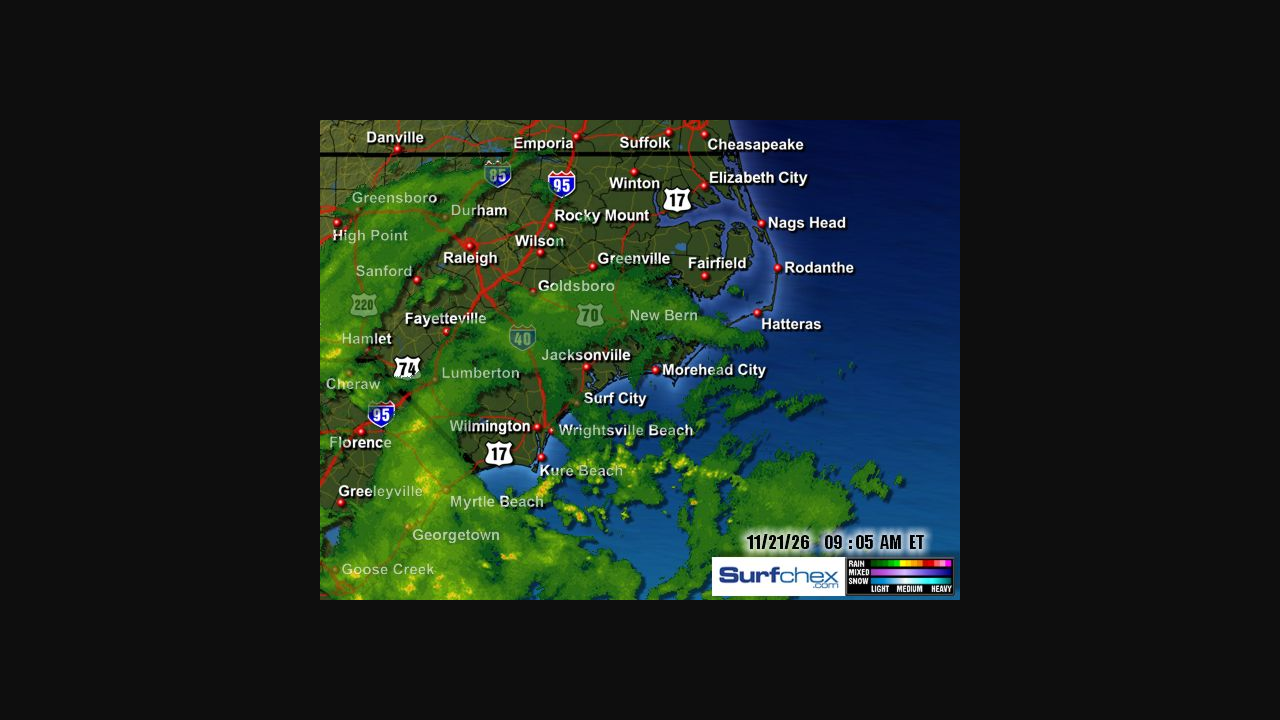 Danville
Emporia
Suffolk
Cheasapeake
85
95
Winton
Elizabeth City
17
Greensboro
Durham
Rocky Mount
Nags Head
High Point
Wilson
Raleigh
Greenville
Fairfield
Rodanthe
Sanford
Goldsboro
220
70
New Bern
Fayetteville
Hatteras
Hamlet
40
Jacksonville
74
Lumberton
Morehead City
Cheraw
Surf City
95
Florence
Wilmington
Wrightsville Beach
17
Kure Beach
Greeleyville
Myrtle Beach
Georgetown
11/21/26 09:05 AM ET
Goose Creek
Surfchex
.com
RAIN
MIXED
SNOW
LIGHT MEDIUM HEAVY